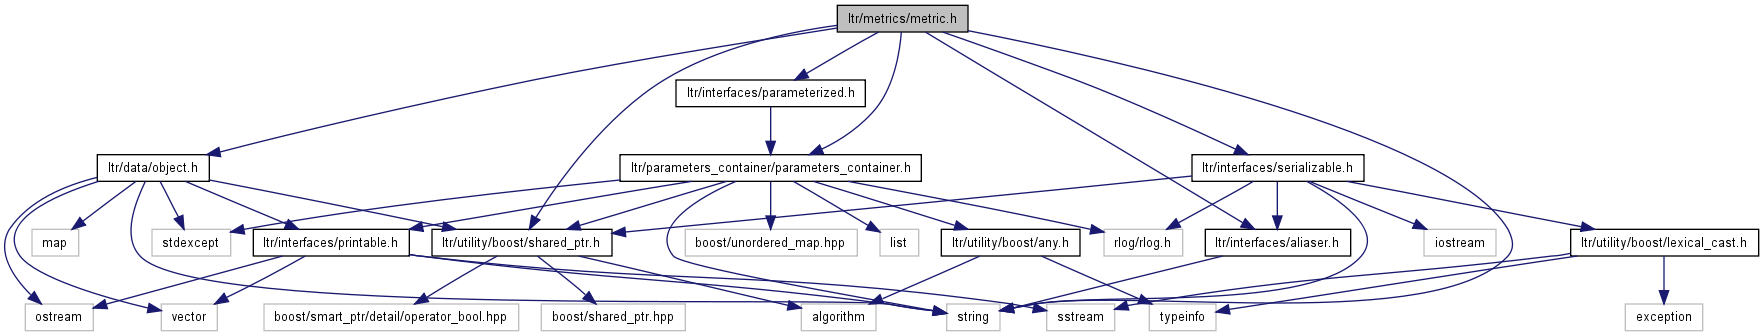 ltr/metrics/metric.h
ltr/interfaces/parameterized.h
ltr/data/object.h
ltr/parameters_container/parameters_container.h
ltr/interfaces/serializable.h
map
stdexcept
ltr/interfaces/printable.h
ltr/utility/boost/shared_ptr.h
boost/unordered_map.hpp
list
ltr/utility/boost/any.h
rlog/rlog.h
ltr/interfaces/aliaser.h
iostream
ltr/utility/boost/lexical_cast.h
ostream
vector
boost/smart_ptr/detail/operator_bool.hpp
boost/shared_ptr.hpp
algorithm
string
sstream
typeinfo
exception